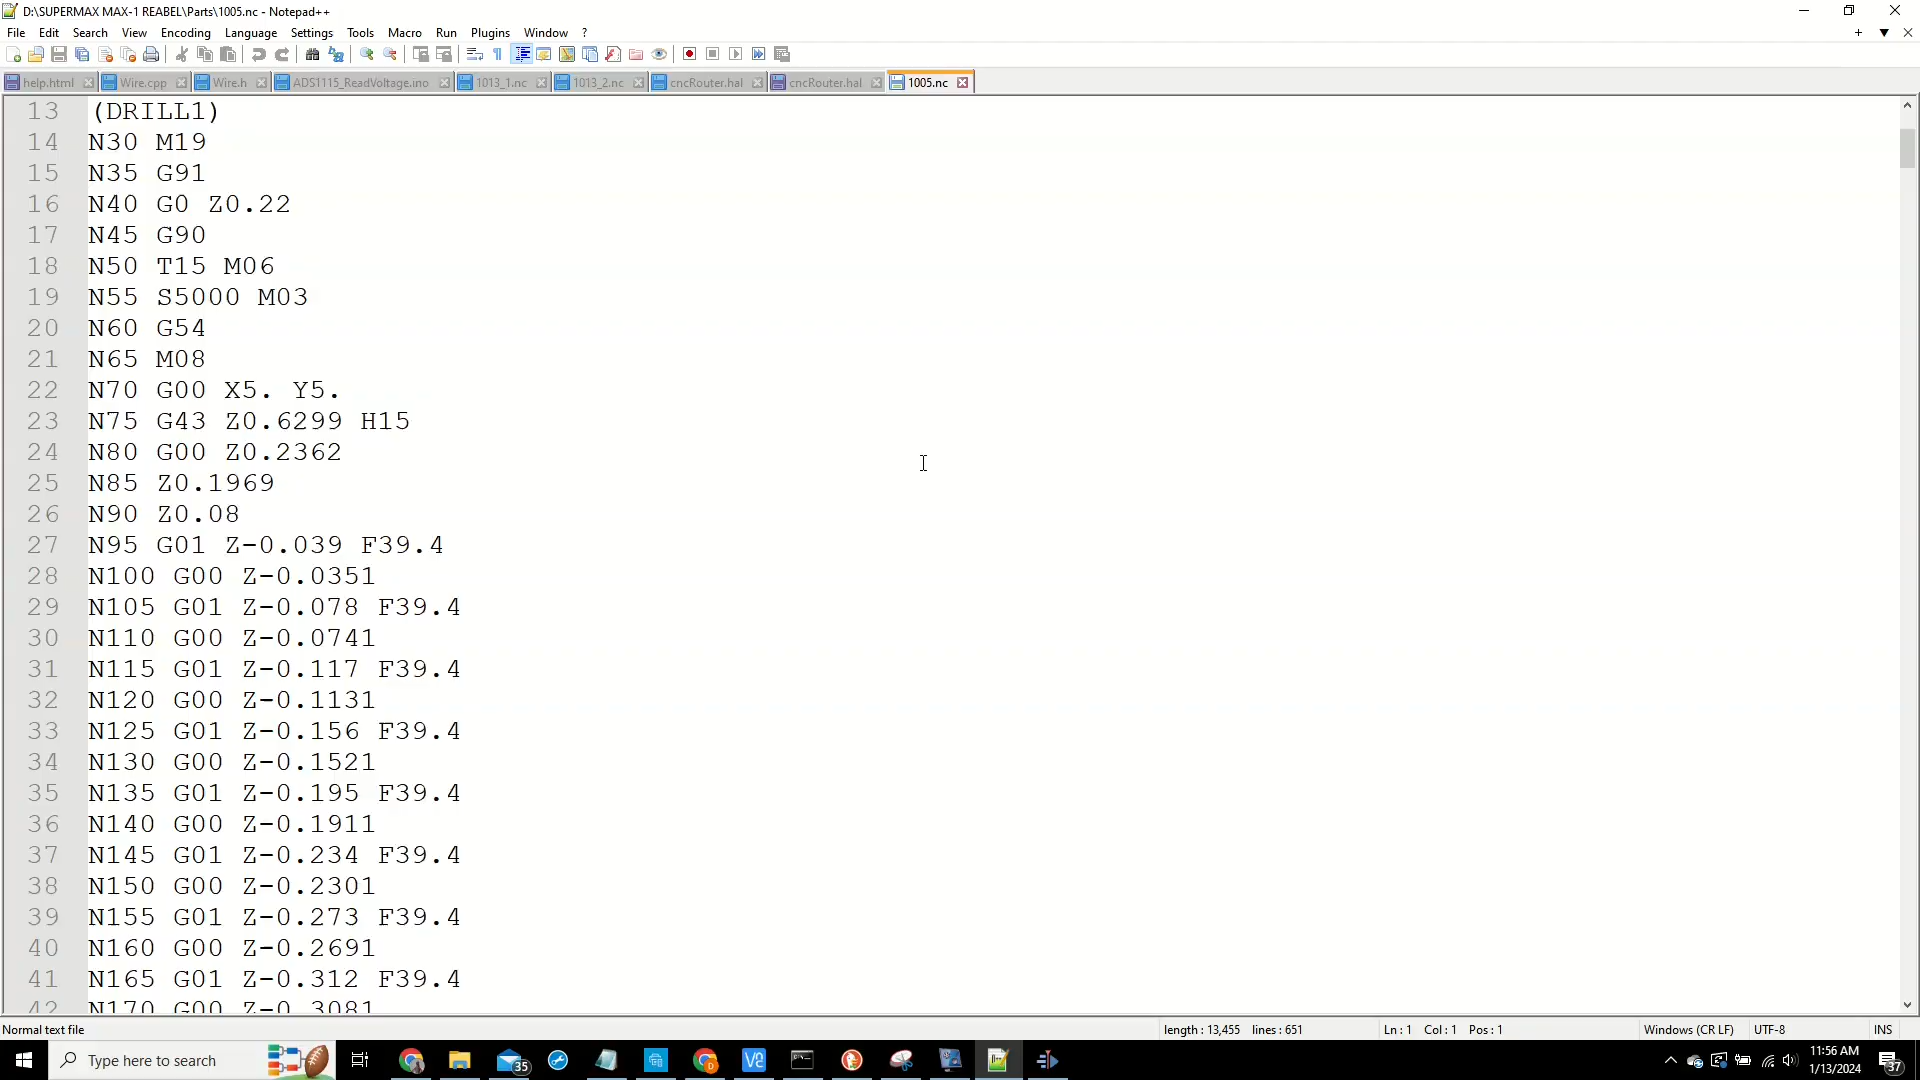 D:\SUPERMAX MAX-1 REABEL\Parts\1005.nc - Notepad++
File Edit Search View Encoding Language Settings Tools Macro Run Plugins Window ?
help.html Wire.cpp Wire.h ADS1115_ReadVoltage.ino 1013_1.nc 1013_2.nc cncRouter.hal cncRouter.hal 1005.nc
13 (DRILL1)
14 N30 M19
15 N35 G91
16 N40 G0 Z0.22
17 N45 G90
18 N50 T15 M06
19 N55 S5000 M03
20 N60 G54
21 N65 M08
22 N70 G00 X5. Y5.
23 N75 G43 Z0.6299 H15
24 N80 G00 Z0.2362
25 N85 Z0.1969
26 N90 Z0.08
27 N95 G01 Z-0.039 F39.4
28 N100 G00 Z-0.0351
29 N105 G01 Z-0.078 F39.4
30 N110 G00 Z-0.0741
31 N115 G01 Z-0.117 F39.4
32 N120 G00 Z-0.1131
33 N125 G01 Z-0.156 F39.4
34 N130 G00 Z-0.1521
35 N135 G01 Z-0.195 F39.4
36 N140 G00 Z-0.1911
37 N145 G01 Z-0.234 F39.4
38 N150 G00 Z-0.2301
39 N155 G01 Z-0.273 F39.4
40 N160 G00 Z-0.2691
41 N165 G01 Z-0.312 F39.4
42 N170 G00 Z-0.3081
Normal text file length : 13,455 lines : 651 Ln : 1 Col : 1 Pos : 1 Windows (CR LF) UTF-8 INS
Type here to search 35 11:56 AM
1/13/2024 37